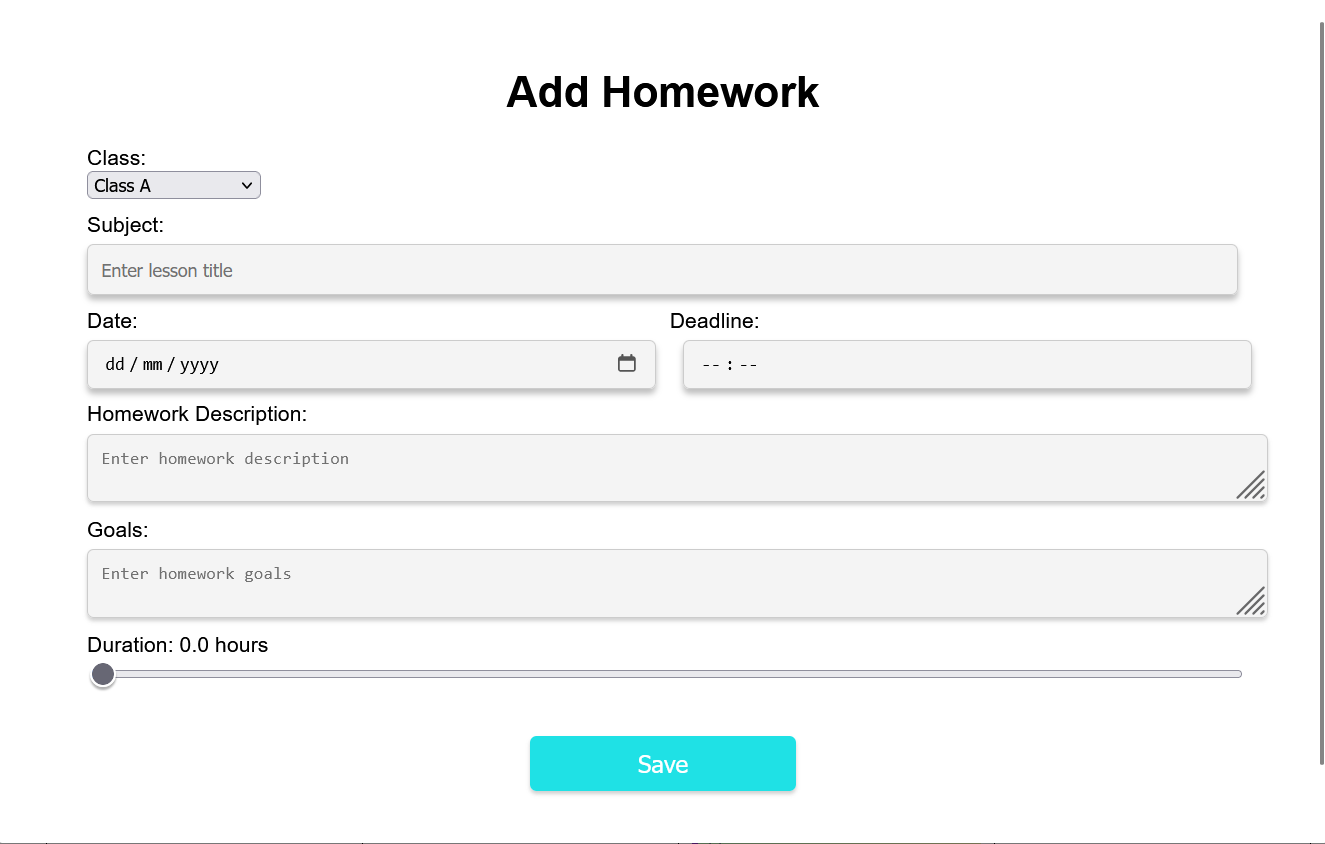 Add Homework
Class:
Class A
Subject:
Enter lesson title
Date:
Deadline:
dd / mm / yyyy
-- : --
Homework Description:
Enter homework description
Goals:
Enter homework goals
Duration: 0.0 hours
Save